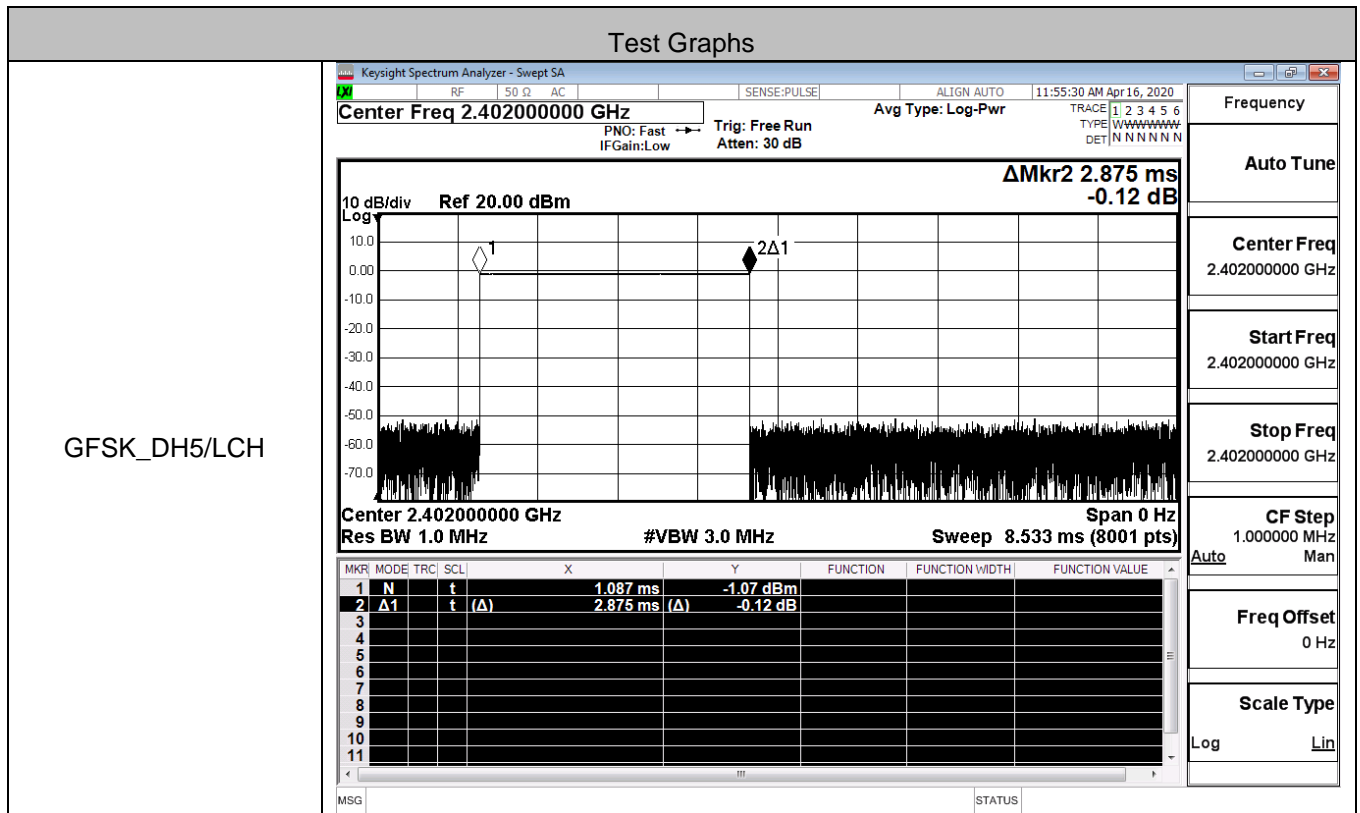 Test Graphs
GFSK_DH5/LCH
Keysight Spectrum Analyzer - Swept SA
LXI RF 50 Ω AC SENSE:PULSE ALIGN AUTO 11:55:30 AM Apr 16, 2020
Center Freq 2.402000000 GHz Avg Type: Log-Pwr TRACE 1 2 3 4 5 6
PNO: Fast Trig: Free Run TYPE WWWWWW
IFGain:Low Atten: 30 dB DET N N N N N N
ΔMkr2 2.875 ms
-0.12 dB
10 dB/div Ref 20.00 dBm
Log
10.0
0.00
-10.0
-20.0
-30.0
-40.0
-50.0
-60.0
-70.0
1
2Δ1
Center 2.402000000 GHz Span 0 Hz
Res BW 1.0 MHz #VBW 3.0 MHz Sweep 8.533 ms (8001 pts)
MKR MODE TRC SCL X Y FUNCTION FUNCTION WIDTH FUNCTION VALUE
1 N t 1.087 ms -1.07 dBm
2 Δ1 t (Δ) 2.875 ms (Δ) -0.12 dB
3
4
5
6
7
8
9
10
11
MSG STATUS
Frequency
Auto Tune
Center Freq
2.402000000 GHz
Start Freq
2.402000000 GHz
Stop Freq
2.402000000 GHz
CF Step
1.000000 MHz
Auto Man
Freq Offset
0 Hz
Scale Type
Log Lin